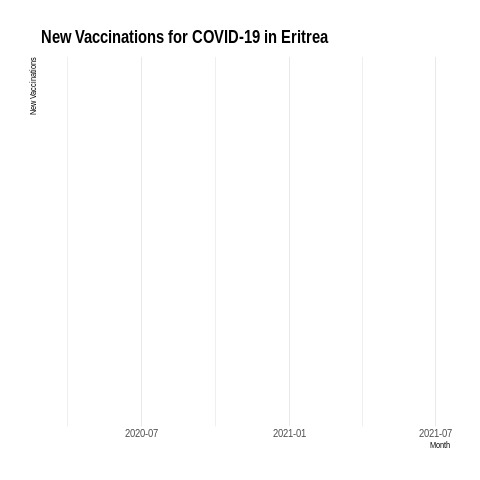 New Vaccinations for COVID-19 in Eritrea
New Vaccinations
2020-07 2021-01 2021-07
Month